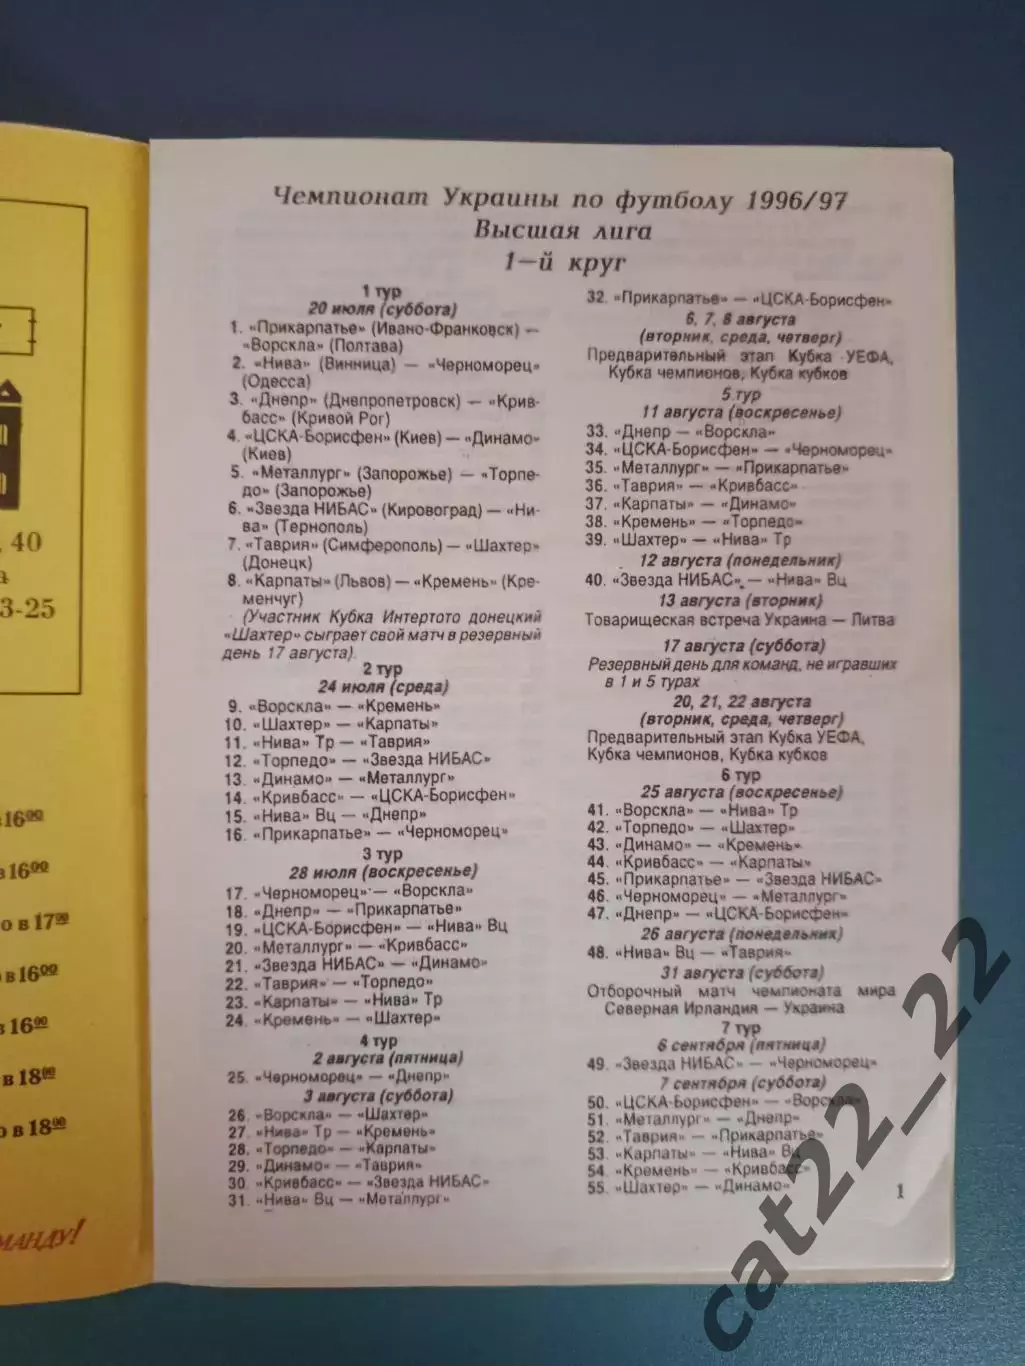 Чемпионат Украины по футболу 1996/97
Высшая лига
1-й круг
1 тур
20 июля (суббота)
1. «Прикарпатье» (Ивано-Франковск) —
«Ворскла» (Полтава)
2. «Нива» (Винница) — «Черноморец»
(Одесса)
3. «Днепр» (Днепропетровск) — «Крив-
басс» (Кривой Рог)
4. «ЦСКА-Борисфен» (Киев) — «Динамо»
(Киев)
5. «Металлург» (Запорожье) — «Торпе-
до» (Запорожье)
6. «Звезда НИБАС» (Кировоград) — «Ни-
ва» (Тернополь)
7. «Таврия» (Симферополь) — «Шахтер»
(Донецк)
8. «Карпаты» (Львов) — «Кремень» (Кре-
менчуг)
(Участник Кубка Интертото донецкий
«Шахтер» сыграет свой матч в резервный
день 17 августа).
2 тур
24 июля (среда)
9. «Ворскла» — «Кремень»
10. «Шахтер» — «Карпаты»
11. «Нива» Тр — «Таврия»
12. «Торпедо» — «Звезда НИБАС»
13. «Динамо» — «Металлург»
14. «Кривбасс» — «ЦСКА-Борисфен»
15. «Нива» Вц — «Днепр»
16. «Прикарпатье» — «Черноморец»
3 тур
28 июля (воскресенье)
17. «Черноморец» — «Ворскла»
18. «Днепр» — «Прикарпатье»
19. «ЦСКА-Борисфен» — «Нива» Вц
20. «Металлург» — «Кривбасс»
21. «Звезда НИБАС» — «Динамо»
22. «Таврия» — «Торпедо»
23. «Карпаты» — «Нива» Тр
24. «Кремень» — «Шахтер»
4 тур
2 августа (пятница)
25. «Черноморец» — «Днепр»
3 августа (суббота)
26. «Ворскла» — «Шахтер»
27. «Нива» Тр — «Кремень»
28. «Торпедо» — «Карпаты»
29. «Динамо» — «Таврия»
30. «Кривбасс» — «Звезда НИБАС»
31. «Нива» Вц — «Металлург»
32. «Прикарпатье» — «ЦСКА-Борисфен»
6, 7, 8 августа
(вторник, среда, четверг)
Предварительный этап Кубка УЕФА,
Кубка чемпионов, Кубка кубков
5 тур
11 августа (воскресенье)
33. «Днепр — «Ворскла»
34. «ЦСКА-Борисфен» — «Черноморец»
35. «Металлург» — «Прикарпатье»
36. «Таврия» — «Кривбасс»
37. «Карпаты» — «Динамо»
38. «Кремень» — «Торпедо»
39. «Шахтер» — «Нива» Тр
12 августа (понедельник)
40. «Звезда НИБАС» — «Нива» Вц
13 августа (вторник)
Товарищеская встреча Украина — Литва
17 августа (суббота)
Резервный день для команд, не игравших
в 1 и 5 турах
20, 21, 22 августа
(вторник, среда, четверг)
Предварительный этап Кубка УЕФА,
Кубка чемпионов, Кубка кубков
6 тур
25 августа (воскресенье)
41. «Ворскла» — «Нива» Тр
42. «Торпедо» — «Шахтер»
43. «Динамо» — «Кремень»
44. «Кривбасс» — «Карпаты»
45. «Прикарпатье» — «Звезда НИБАС»
46. «Черноморец» — «Металлург»
47. «Днепр» — «ЦСКА-Борисфен»
26 августа (понедельник)
48. «Нива» Вц — «Таврия»
31 августа (суббота)
Отборочный матч чемпионата мира
Северная Ирландия — Украина
7 тур
6 сентября (пятница)
49. «Звезда НИБАС» — «Черноморец»
7 сентября (суббота)
50. «ЦСКА-Борисфен» — «Ворскла»
51. «Металлург» — «Днепр»
52. «Таврия» — «Прикарпатье»
53. «Карпаты» — «Нива» Вц
54. «Кремень» — «Кривбасс»
55. «Шахтер» — «Динамо»
1
, 40
а
3-25
в 16⁰⁰
в 16⁰⁰
о в 17⁰⁰
в 16⁰⁰
в 16⁰⁰
в 18⁰⁰
о в 18⁰⁰
МАНДУ!
cat22_22